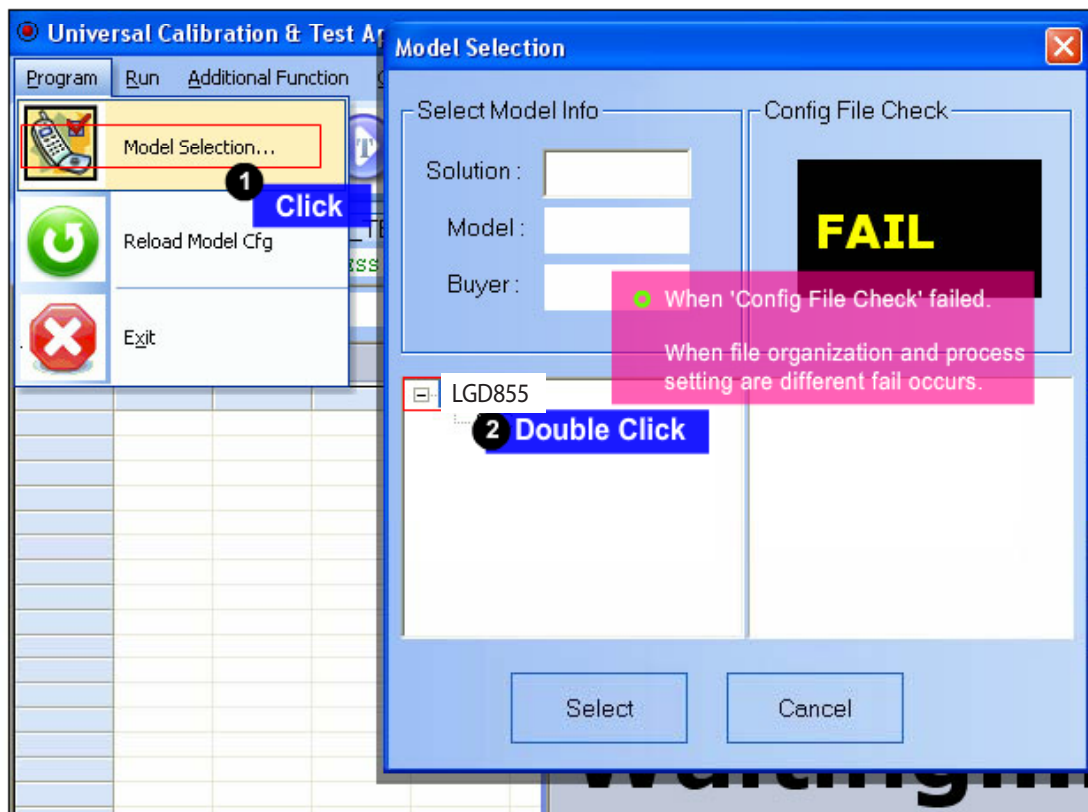 Universal Calibration & Test Ap
Program Run Additional Function
Model Selection...
1
Click
Reload Model Cfg
Exit
Model Selection
Select Model Info
Solution :
Model :
Buyer :
Config File Check
FAIL
When 'Config File Check' failed.
When file organization and process
setting are different fail occurs.
LGD855
2 Double Click
Select Cancel